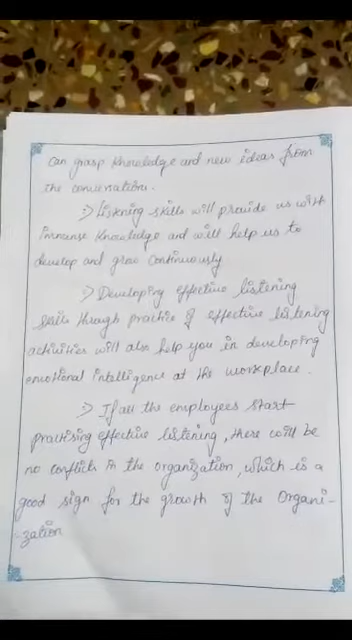 can grasp knowledge and new ideas from
the conversation.
=> Listening skills will provide us with
immense knowledge and will help us to
develop and grow continuously
=> Developing effective listening
skills through practice of effective listening
activities will also help you in developing
emotional intelligence at the workplace.
=> If all the employees start
practising effective listening, there will be
no conflicts in the organization, which is a
good sign for the growth of the Organi-
-zation